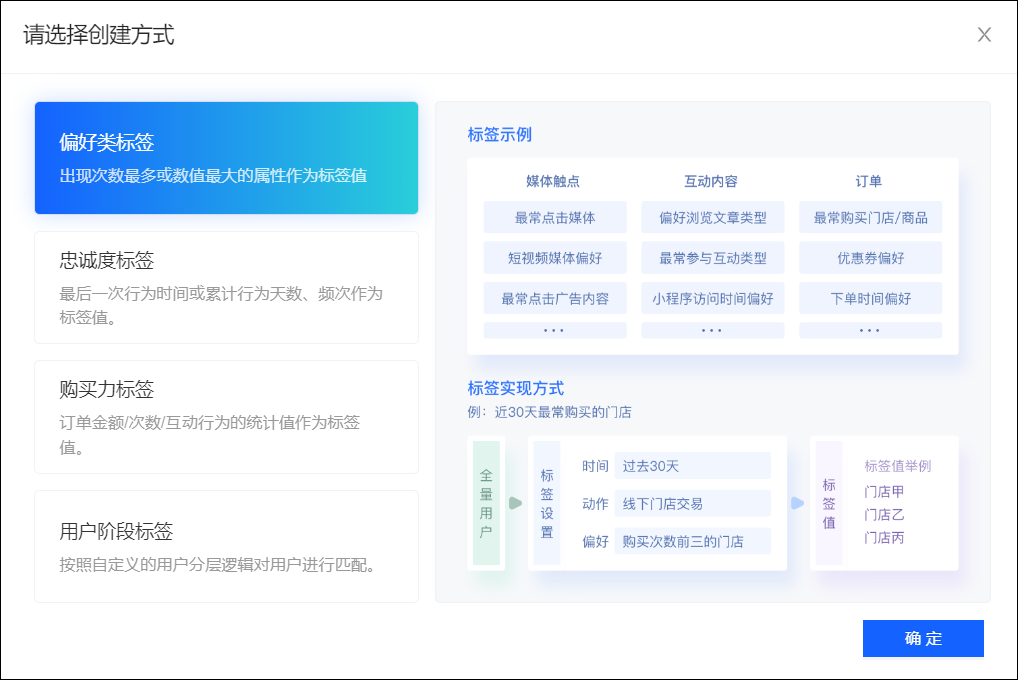 请选择创建方式
X
偏好类标签
出现次数最多或数值最大的属性作为标签值
忠诚度标签
最后一次行为时间或累计行为天数、频次作为
标签值。
购买力标签
订单金额/次数/互动行为的统计值作为标签
值。
用户阶段标签
按照自定义的用户分层逻辑对用户进行匹配。
标签示例
媒体触点 互动内容 订单
最常点击媒体 偏好浏览文章类型 最常购买门店/商品
短视频媒体偏好 最常参与互动类型 优惠券偏好
最常点击广告内容 小程序访问时间偏好 下单时间偏好
... ... ...
标签实现方式
例：近30天最常购买的门店
全量用户
标签设置
时间 过去30天
动作 线下门店交易
偏好 购买次数前三的门店
标签值
标签值举例
门店甲
门店乙
门店丙
确定